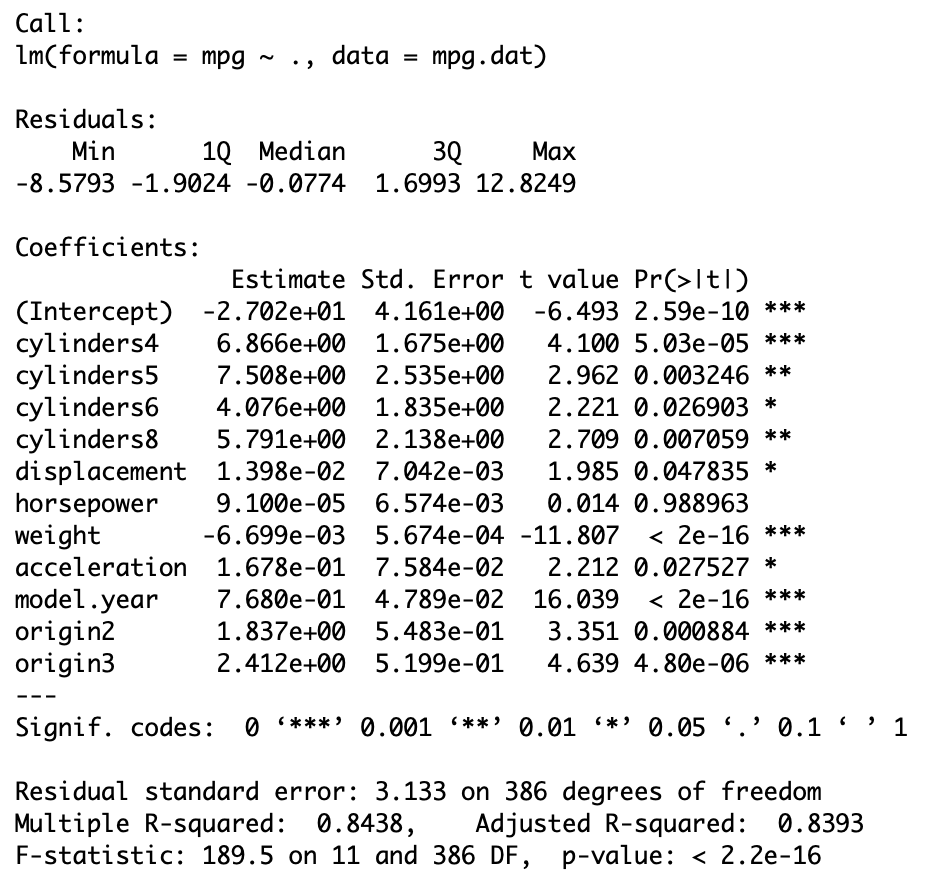 Call:
lm(formula = mpg ~ ., data = mpg.dat)
Residuals:
    Min      1Q  Median      3Q     Max
-8.5793 -1.9024 -0.0774  1.6993 12.8249
Coefficients:
               Estimate Std. Error t value Pr(>|t|)
(Intercept)  -2.702e+01  4.161e+00  -6.493 2.59e-10 ***
cylinders4    6.866e+00  1.675e+00   4.100 5.03e-05 ***
cylinders5    7.508e+00  2.535e+00   2.962 0.003246 **
cylinders6    4.076e+00  1.835e+00   2.221 0.026903 *
cylinders8    5.791e+00  2.138e+00   2.709 0.007059 **
displacement  1.398e-02  7.042e-03   1.985 0.047835 *
horsepower    9.100e-05  6.574e-03   0.014 0.988963
weight       -6.699e-03  5.674e-04 -11.807  < 2e-16 ***
acceleration  1.678e-01  7.584e-02   2.212 0.027527 *
model.year    7.680e-01  4.789e-02  16.039  < 2e-16 ***
origin2       1.837e+00  5.483e-01   3.351 0.000884 ***
origin3       2.412e+00  5.199e-01   4.639 4.80e-06 ***
---
Signif. codes:  0 ‘***’ 0.001 ‘**’ 0.01 ‘*’ 0.05 ‘.’ 0.1 ‘ ’ 1
Residual standard error: 3.133 on 386 degrees of freedom
Multiple R-squared:  0.8438,    Adjusted R-squared:  0.8393
F-statistic: 189.5 on 11 and 386 DF,  p-value: < 2.2e-16